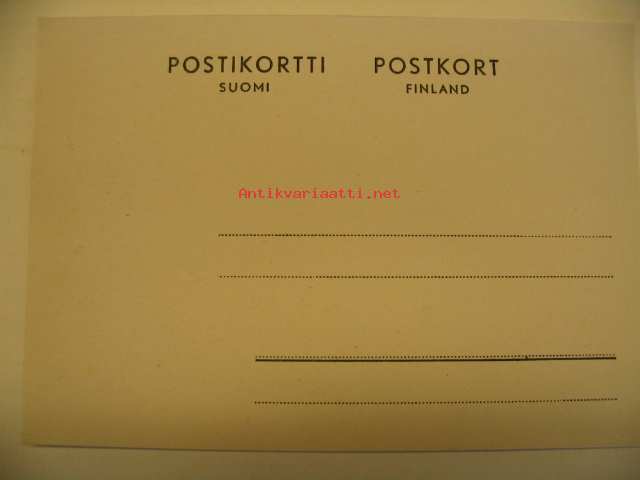 POSTIKORTTI POSTKORT
SUOMI FINLAND
Antikvariaatti.net